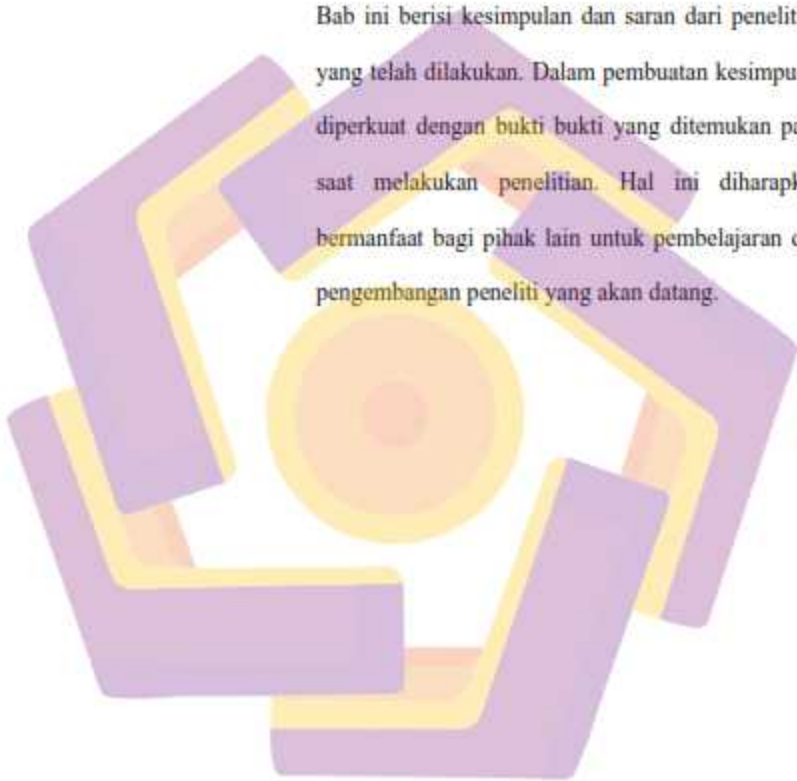 Bab ini berisi kesimpulan dan saran dari penelit
yang telah dilakukan. Dalam pembuatan kesimpu
diperkuat dengan bukti bukti yang ditemukan pa
saat melakukan penelitian. Hal ini diharapk
bermanfaat bagi pihak lain untuk pembelajaran d
pengembangan peneliti yang akan datang.